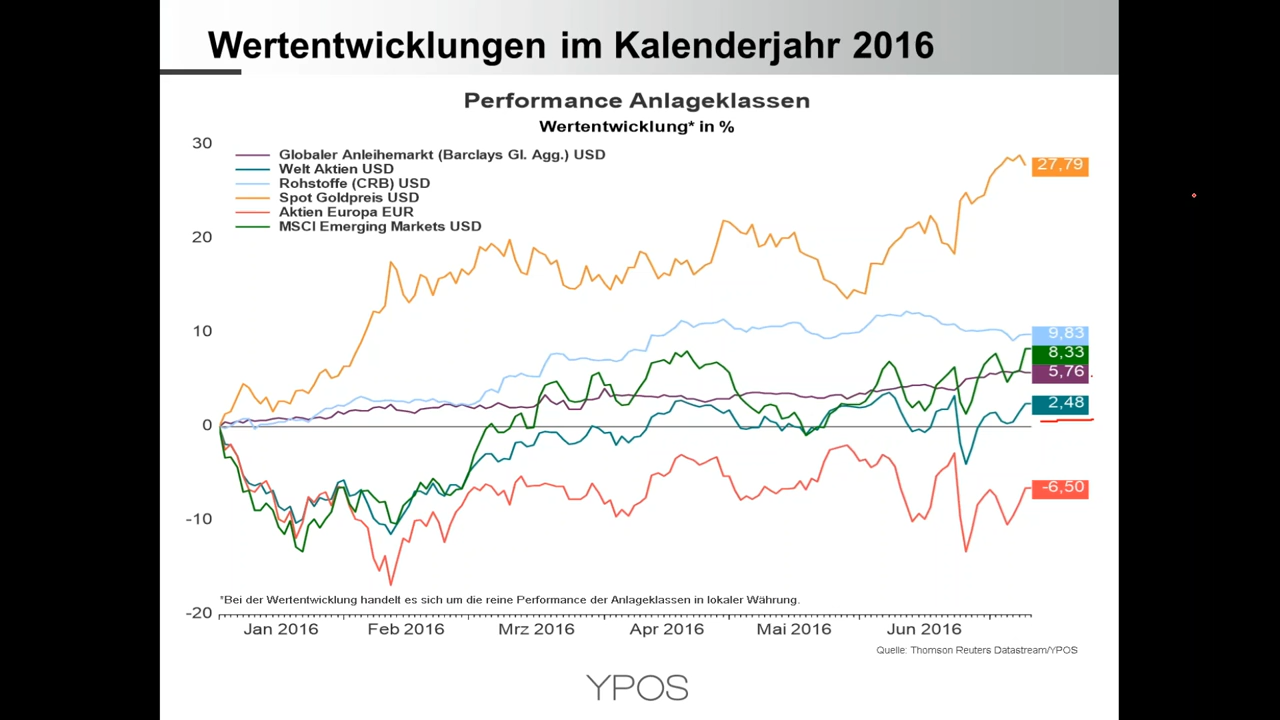 Wertentwicklungen im Kalenderjahr 2016
Performance Anlageklassen
Wertentwicklung* in %
30
20
10
0
-10
-20
Globaler Anleihemarkt (Barclays Gl. Agg.) USD
Welt Aktien USD
Rohstoffe (CRB) USD
Spot Goldpreis USD
Aktien Europa EUR
MSCI Emerging Markets USD
27,79
9,83
8,33
5,76
2,48
-6,50
*Bei der Wertentwicklung handelt es sich um die reine Performance der Anlageklassen in lokaler Währung.
Jan 2016 Feb 2016 Mrz 2016 Apr 2016 Mai 2016 Jun 2016
Quelle: Thomson Reuters Datastream/YPOS
YPOS